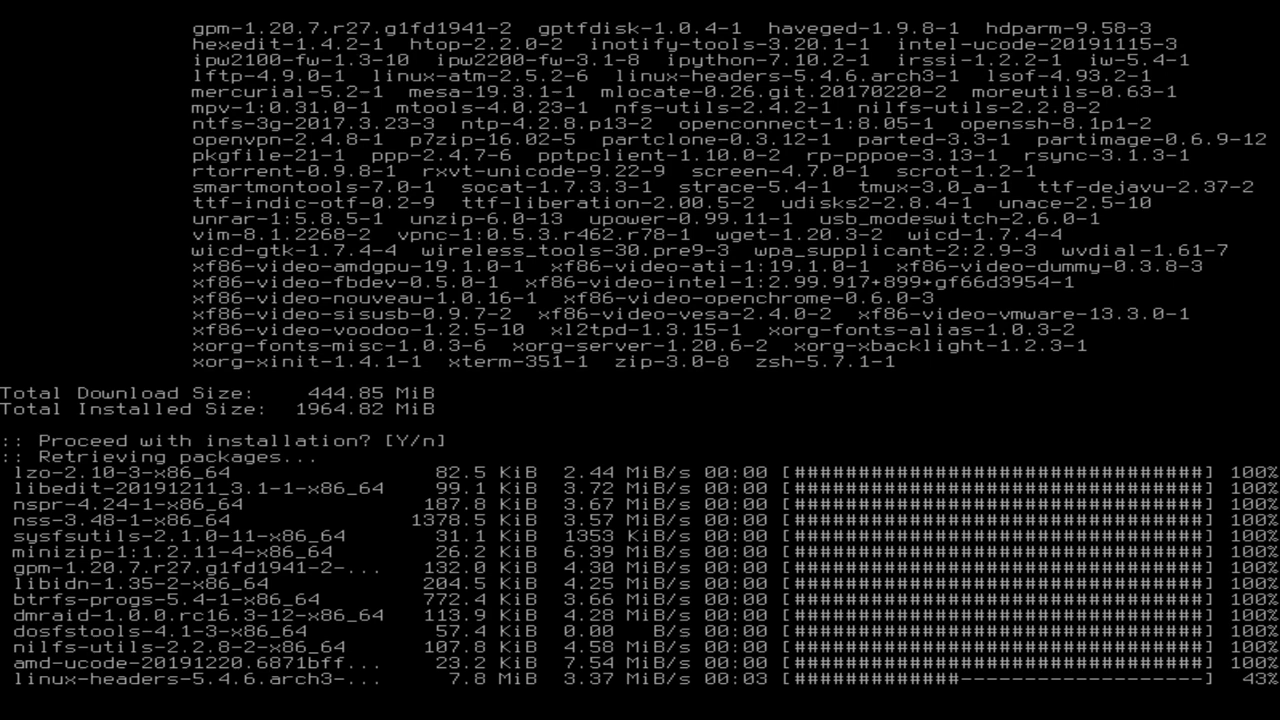 gpm-1.20.7.r27.g1fd1941-2 gptfdisk-1.0.4-1 haveged-1.9.8-1 hdparm-9.58-3
hexedit-1.4.2-1 htop-2.2.0-2 inotify-tools-3.20.1-1 intel-ucode-20191115-3
ipw2100-fw-1.3-10 ipw2200-fw-3.1-8 ipython-7.10.2-1 irssi-1.2.2-1 iw-5.4-1
lftp-4.9.0-1 linux-atm-2.5.2-6 linux-headers-5.4.6.arch3-1 lsof-4.93.2-1
mercurial-5.2-1 mesa-19.3.1-1 mlocate-0.26.git.20170220-2 moreutils-0.63-1
mpv-1:0.31.0-1 mtools-4.0.23-1 nfs-utils-2.4.2-1 nilfs-utils-2.2.8-2
ntfs-3g-2017.3.23-3 ntp-4.2.8.p13-2 openconnect-1:8.05-1 openssh-8.1p1-2
openvpn-2.4.8-1 p7zip-16.02-5 partclone-0.3.12-1 parted-3.3-1 partimage-0.6.9-12
pkgfile-21-1 ppp-2.4.7-6 pptpclient-1.10.0-2 rp-pppoe-3.13-1 rsync-3.1.3-1
rtorrent-0.9.8-1 rxvt-unicode-9.22-9 screen-4.7.0-1 scrot-1.2-1
smartmontools-7.0-1 socat-1.7.3.3-1 strace-5.4-1 tmux-3.0_a-1 ttf-dejavu-2.37-2
ttf-indic-otf-0.2-9 ttf-liberation-2.00.5-2 udisks2-2.8.4-1 unace-2.5-10
unrar-1:5.8.5-1 unzip-6.0-13 upower-0.99.11-1 usb_modeswitch-2.6.0-1
vim-8.1.2268-2 vpnc-1:0.5.3.r462.r78-1 wget-1.20.3-2 wicd-1.7.4-4
wicd-gtk-1.7.4-4 wireless_tools-30.pre9-3 wpa_supplicant-2:2.9-3 wvdial-1.61-7
xf86-video-amdgpu-19.1.0-1 xf86-video-ati-1:19.1.0-1 xf86-video-dummy-0.3.8-3
xf86-video-fbdev-0.5.0-1 xf86-video-intel-1:2.99.917+899+gf66d3954-1
xf86-video-nouveau-1.0.16-1 xf86-video-openchrome-0.6.0-3
xf86-video-sisusb-0.9.7-2 xf86-video-vesa-2.4.0-2 xf86-video-vmware-13.3.0-1
xf86-video-voodoo-1.2.5-10 xl2tpd-1.3.15-1 xorg-fonts-alias-1.0.3-2
xorg-fonts-misc-1.0.3-6 xorg-server-1.20.6-2 xorg-xbacklight-1.2.3-1
xorg-xinit-1.4.1-1 xterm-351-1 zip-3.0-8 zsh-5.7.1-1
Total Download Size: 444.85 MiB
Total Installed Size: 1964.82 MiB
:: Proceed with installation? [Y/n]
:: Retrieving packages...
lzo-2.10-3-x86_64 82.5 KiB 2.44 MiB/s 00:00 [################################] 100%
libedit-20191211_3.1-1-x86_64 99.1 KiB 3.72 MiB/s 00:00 [################################] 100%
nspr-4.24-1-x86_64 187.8 KiB 3.67 MiB/s 00:00 [################################] 100%
nss-3.48-1-x86_64 1378.5 KiB 3.57 MiB/s 00:00 [################################] 100%
sysfsutils-2.1.0-11-x86_64 31.1 KiB 1353 KiB/s 00:00 [################################] 100%
minizip-1:1.2.11-4-x86_64 26.2 KiB 6.39 MiB/s 00:00 [################################] 100%
gpm-1.20.7.r27.g1fd1941-2-... 132.0 KiB 4.30 MiB/s 00:00 [################################] 100%
libidn-1.35-2-x86_64 204.5 KiB 4.25 MiB/s 00:00 [################################] 100%
btrfs-progs-5.4-1-x86_64 772.4 KiB 3.66 MiB/s 00:00 [################################] 100%
dmraid-1.0.0.rc16.3-12-x86_64 113.9 KiB 4.28 MiB/s 00:00 [################################] 100%
dosfstools-4.1-3-x86_64 57.4 KiB 0.00 B/s 00:00 [################################] 100%
nilfs-utils-2.2.8-2-x86_64 107.8 KiB 4.58 MiB/s 00:00 [################################] 100%
amd-ucode-20191220.6871bff... 23.2 KiB 7.54 MiB/s 00:00 [################################] 100%
linux-headers-5.4.6.arch3-... 7.8 MiB 3.37 MiB/s 00:03 [#############-------------------] 43%